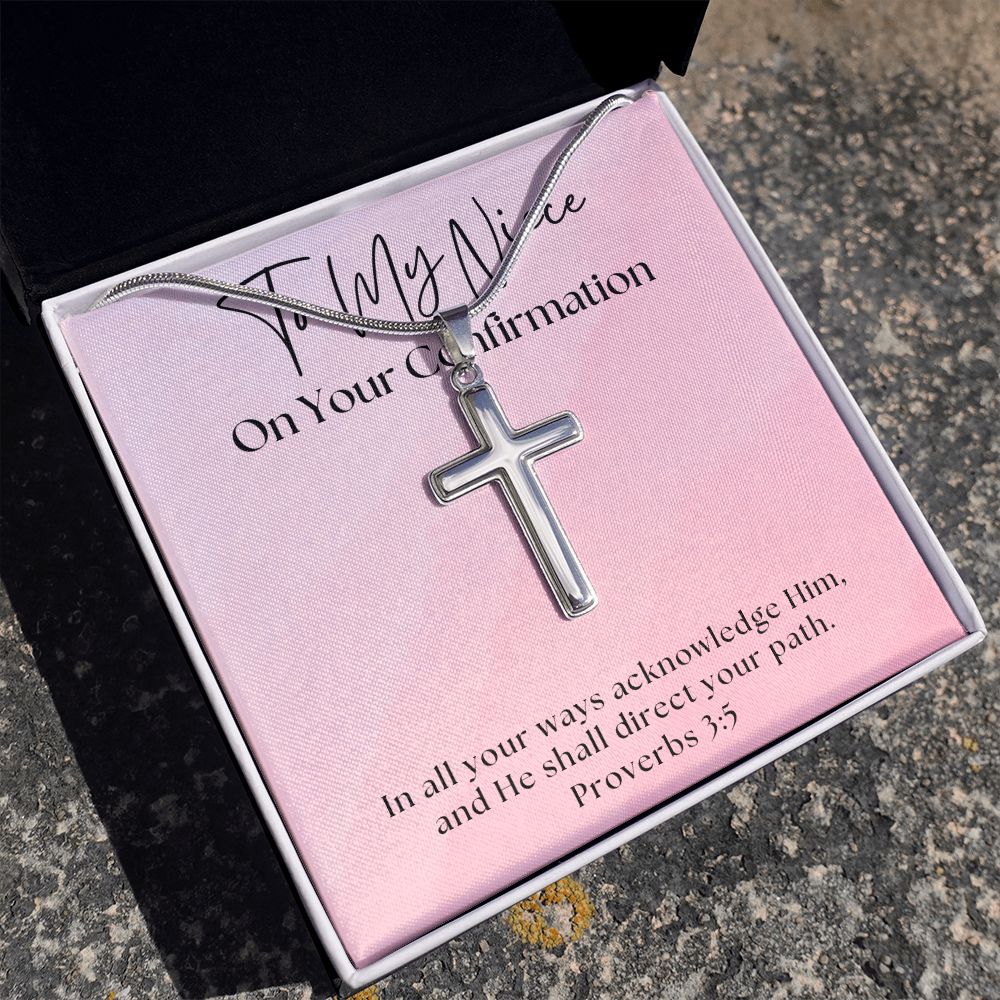 To My Niece
On Your Confirmation
In all your ways acknowledge Him,
and He shall direct your path.
Proverbs 3:5